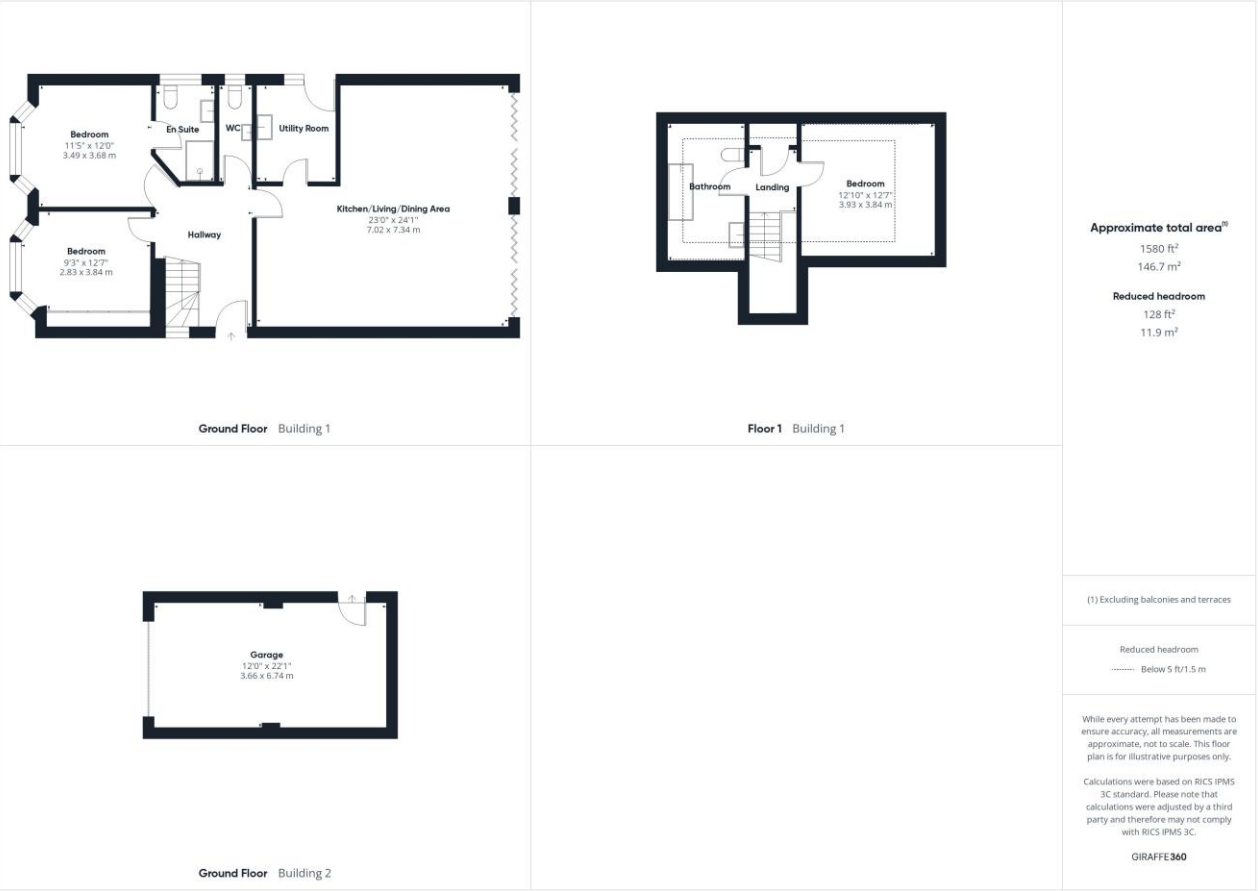 Bedroom
11'5" x 12'0"
3.49 x 3.68 m
En Suite
WC
Utility Room
Kitchen/Living/Dining Area
23'0" x 24'1"
7.02 x 7.34 m
Bedroom
9'3" x 12'7"
2.83 x 3.84 m
Hallway
Ground Floor Building 1
Bathroom
Landing
Bedroom
12'10" x 12'7"
3.93 x 3.84 m
Floor 1 Building 1
Garage
12'0" x 22'1"
3.66 x 6.74 m
Ground Floor Building 2
Approximate total area(1)
1580 ft²
146.7 m²
Reduced headroom
128 ft²
11.9 m²
(1) Excluding balconies and terraces
Reduced headroom
Below 5 ft/1.5 m
While every attempt has been made to
ensure accuracy, all measurements are
approximate, not to scale. This floor
plan is for illustrative purposes only.
Calculations were based on RICS IPMS
3C standard. Please note that
calculations were adjusted by a third
party and therefore may not comply
with RICS IPMS 3C.
GIRAFFE360